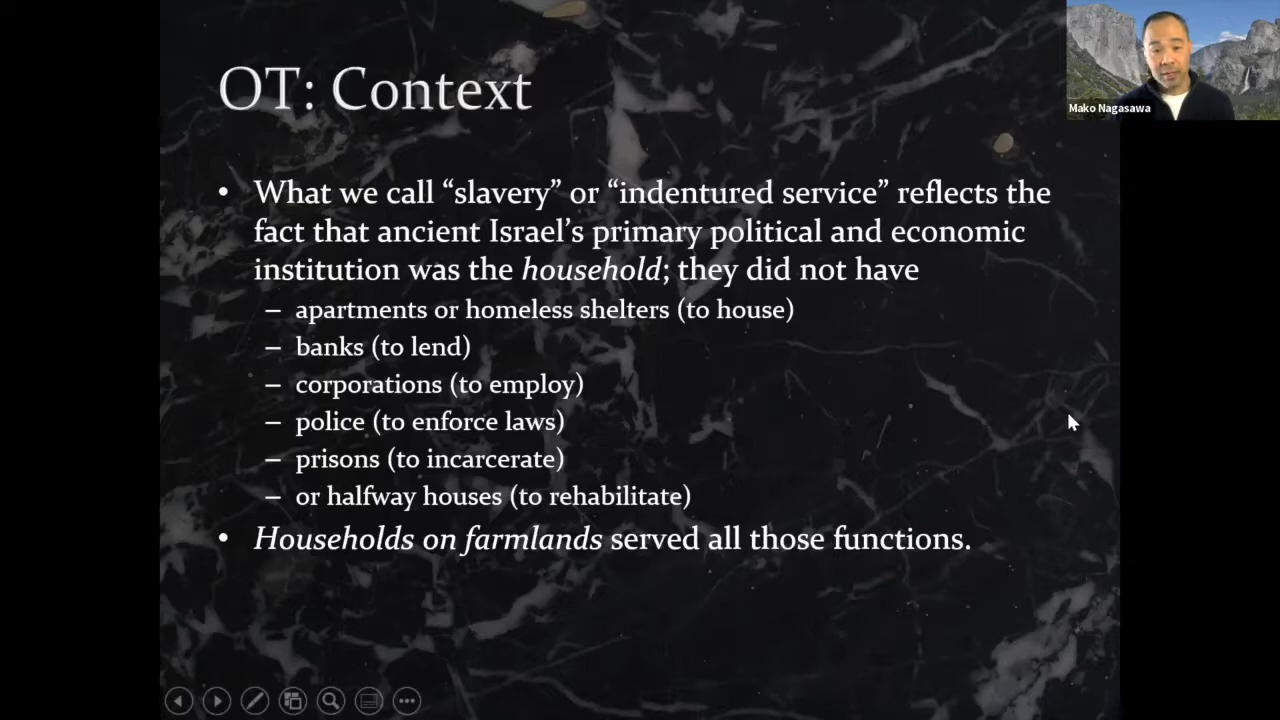 OT: Context
Mako Nagasawa
• What we call “slavery” or “indentured service” reflects the
fact that ancient Israel’s primary political and economic
institution was the household; they did not have
– apartments or homeless shelters (to house)
– banks (to lend)
– corporations (to employ)
– police (to enforce laws)
– prisons (to incarcerate)
– or halfway houses (to rehabilitate)
• Households on farmlands served all those functions.